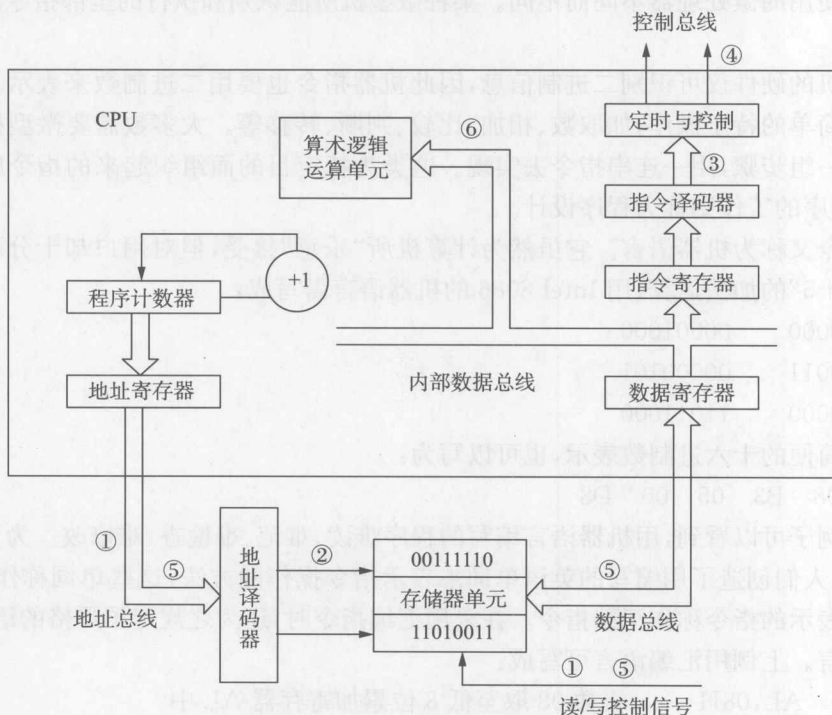 控制总线
④
CPU
定时与控制
⑥
算术逻辑
运算单元
③
指令译码器
+1
指令寄存器
程序计数器
内部数据总线
地址寄存器
数据寄存器
①
地址译码器
②
01111110
⑤
⑤
存储器单元
地址总线
数据总线
11010011
① ⑤
读/写控制信号